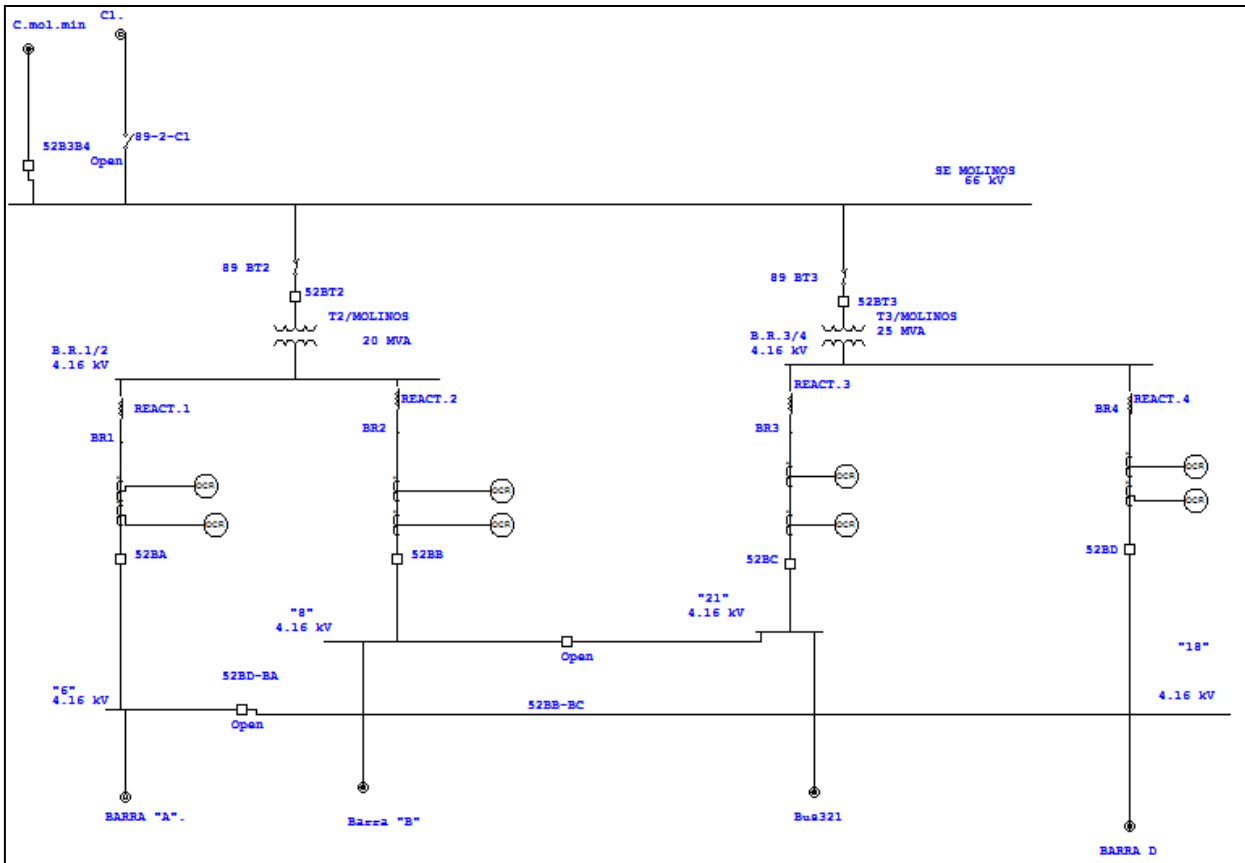 C1.
C.mol.min
89-2-C1
52B3B4
Open
SE MOLINOS
66 kV
89 BT2
89 BT3
52BT2
52BT3
T2/MOLINOS
20 MVA
T3/MOLINOS
25 MVA
B.R.1/2
4.16 kV
B.R.3/4
4.16 kV
REACT.1
REACT.2
REACT.3
REACT.4
BR1
BR2
BR3
BR4
OCR
OCR
OCR
OCR
OCR
OCR
OCR
OCR
52BA
52BB
52BC
52BD
"8"
4.16 kV
"21"
4.16 kV
Open
"18"
4.16 kV
52BD-BA
"6"
4.16 kV
Open
52BB-BC
BARRA "A".
Barra "B"
Bus321
BARRA D